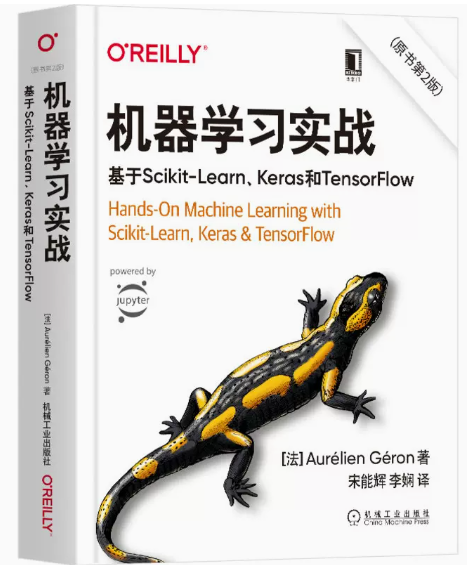 O'REILLY®
(原书第2版)
机器学习实战
基于Scikit-Learn、Keras和TensorFlow
Hands-On Machine Learning with
Scikit-Learn, Keras & TensorFlow
powered by
jupyter
[法] Aurélien Géron 著
宋能辉 李娴 译
机械工业出版社
China Machine Press
O'
(原书第2版)
机器学习实战
基于Scikit-Learn、Keras和TensorFlow
[法] Aurélien Géron 著
机械工业出版社
O'REILLY®